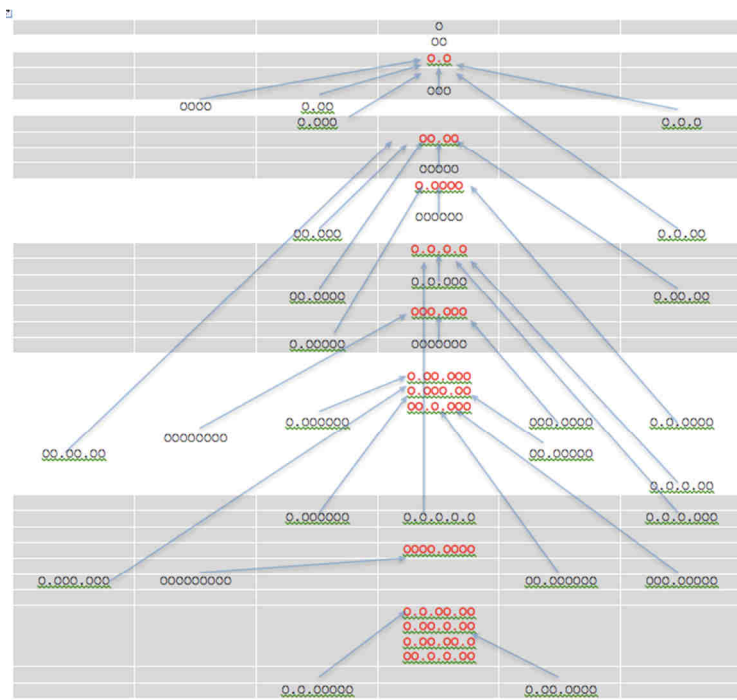 O
OO
O.O
OOO
OOOO O.OO
O.OOO O.O.O
OO.OO
OOOOO
O.OOOO
OOOOOO
OO.OOO O.O.OO
O.O.O.O
OO.OOOO O.O.OOO O.OO.OO
OOO.OOO
O.OOOOO OOOOOOO
O.OO.OOO
O.OOO.OO
OO.O.OOO
O.OOOOOO OOO.OOOO O.O.OOOO
OOOOOOOO
OO.OO.OO OO.OOOOO
O.O.O.OO
O.OOOOOO O.O.O.O.O O.O.O.OOO
OOOO.OOOO
O.OOO.OOO OOOOOOOOO OO.OOOOOO OOO.OOOOO
O.O.OO.OO
O.OO.O.OO
O.OO.OO.O
OO.O.O.OO
O.O.OOOOO O.OO.OOOO